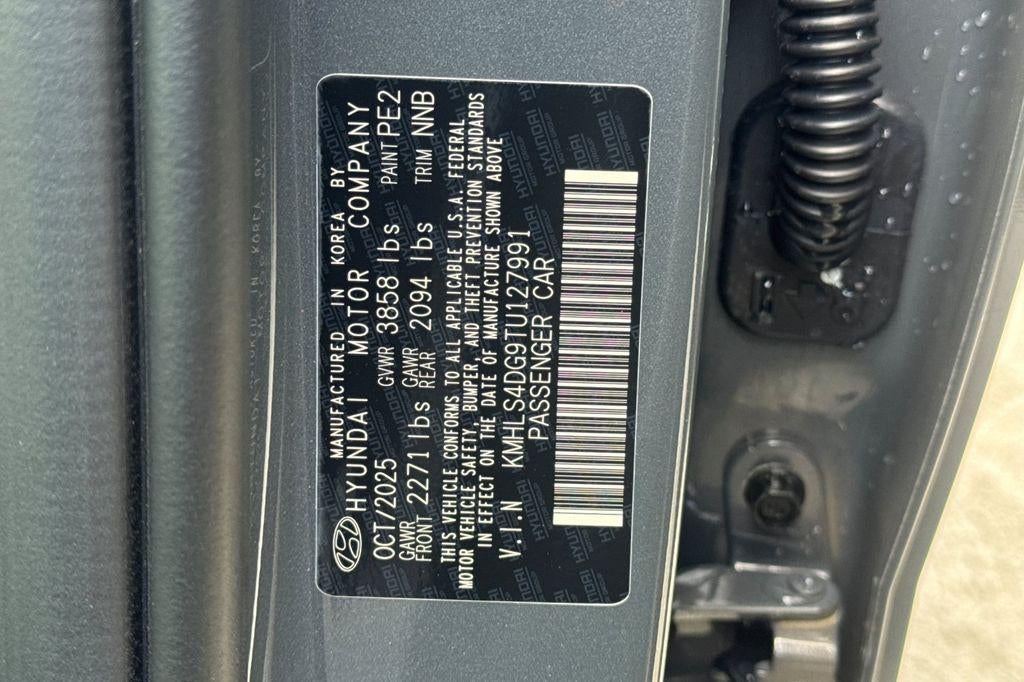 MANUFACTURED IN KOREA BY
HYUNDAI MOTOR COMPANY
OCT/2025 GVWR 3858 lbs PAINT PE2
GAWR FRONT 2271 lbs GAWR REAR 2094 lbs TRIM NNB
THIS VEHICLE CONFORMS TO ALL APPLICABLE U.S.A. FEDERAL
MOTOR VEHICLE SAFETY, BUMPER, AND THEFT PREVENTION STANDARDS
IN EFFECT ON THE DATE OF MANUFACTURE SHOWN ABOVE
V.I.N KMHLS4DG9TU127991
PASSENGER CAR